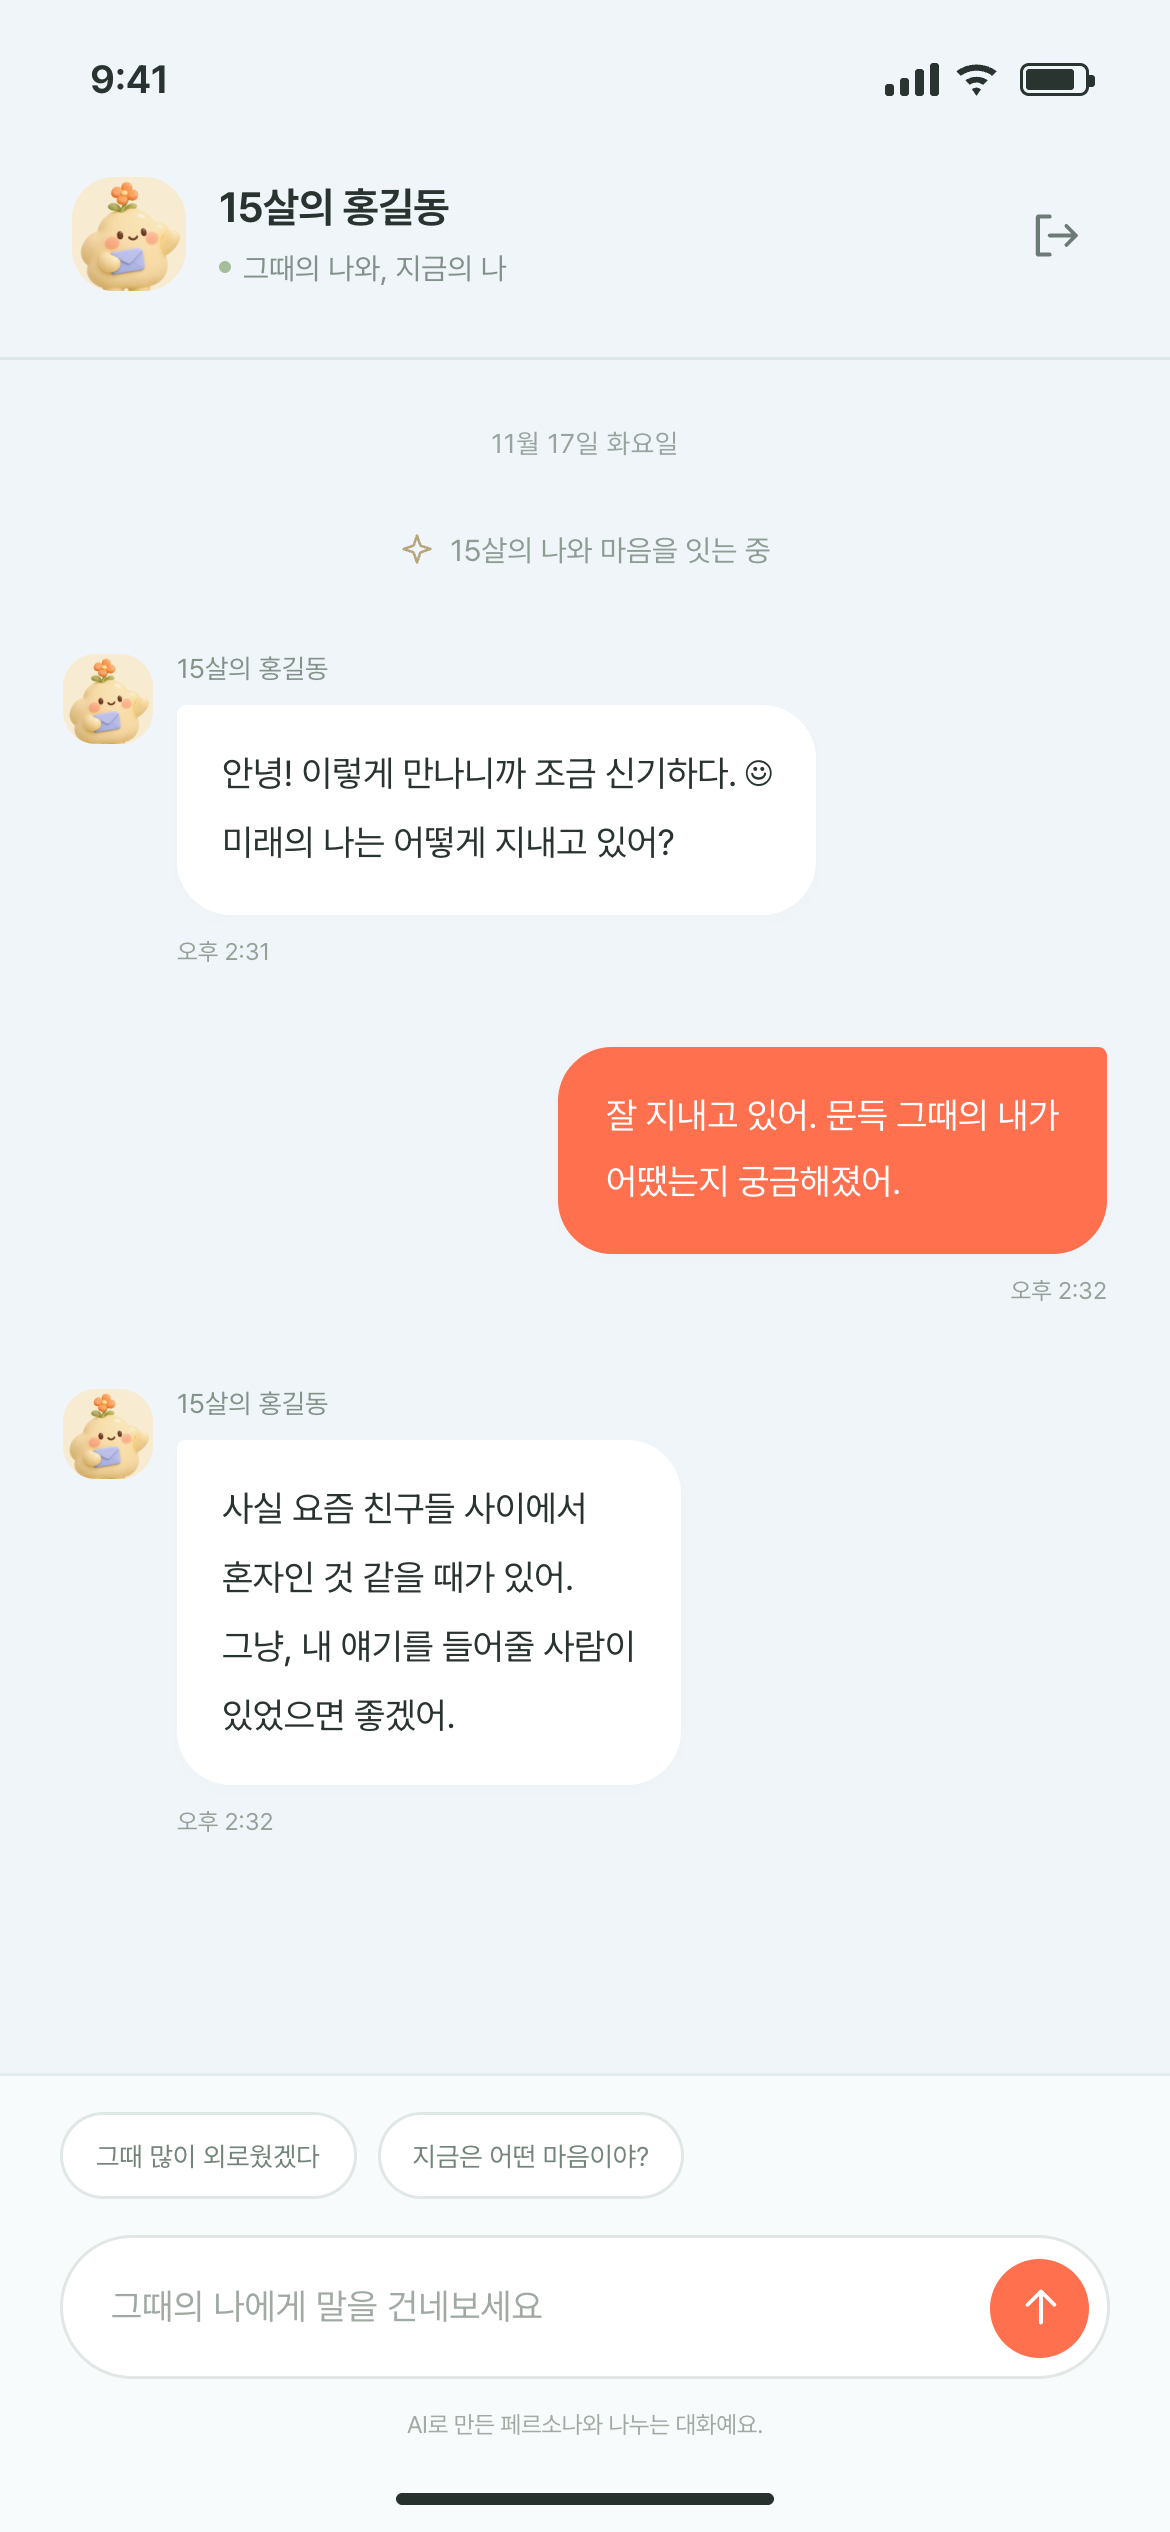 9:41
15살의 홍길동
그때의 나와, 지금의 나
11월 17일 화요일
15살의 나와 마음을 잇는 중
15살의 홍길동
안녕! 이렇게 만나니까 조금 신기하다. ☺
미래의 나는 어떻게 지내고 있어?
오후 2:31
잘 지내고 있어. 문득 그때의 내가
어땠는지 궁금해졌어.
오후 2:32
15살의 홍길동
사실 요즘 친구들 사이에서
혼자인 것 같을 때가 있어.
그냥, 내 얘기를 들어줄 사람이
있었으면 좋겠어.
오후 2:32
그때 많이 외로웠겠다
지금은 어떤 마음이야?
그때의 나에게 말을 건네보세요
AI로 만든 페르소나와 나누는 대화예요.